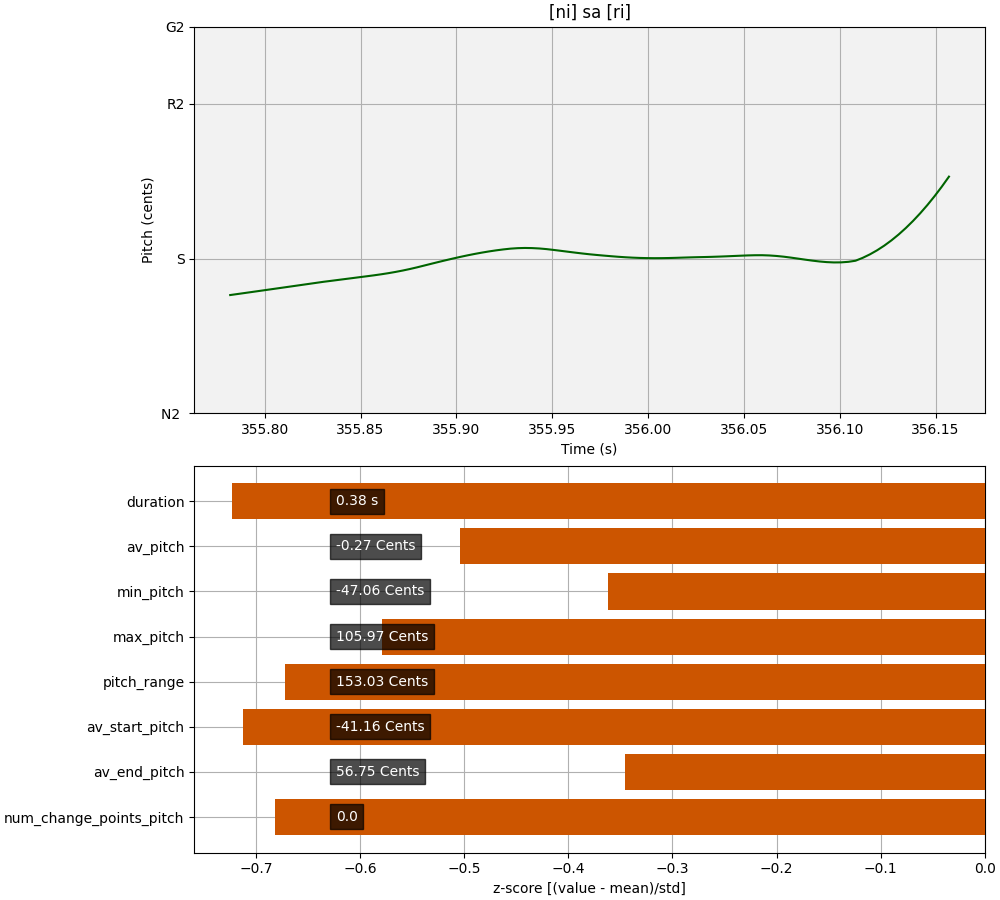 [ni] sa [ri]
G2
R2
S
N2
Pitch (cents)
355.80 355.85 355.90 355.95 356.00 356.05 356.10 356.15
Time (s)
duration 0.38 s
av_pitch -0.27 Cents
min_pitch -47.06 Cents
max_pitch 105.97 Cents
pitch_range 153.03 Cents
av_start_pitch -41.16 Cents
av_end_pitch 56.75 Cents
num_change_points_pitch 0.0
−0.7 −0.6 −0.5 −0.4 −0.3 −0.2 −0.1 0.0
z-score [(value - mean)/std]